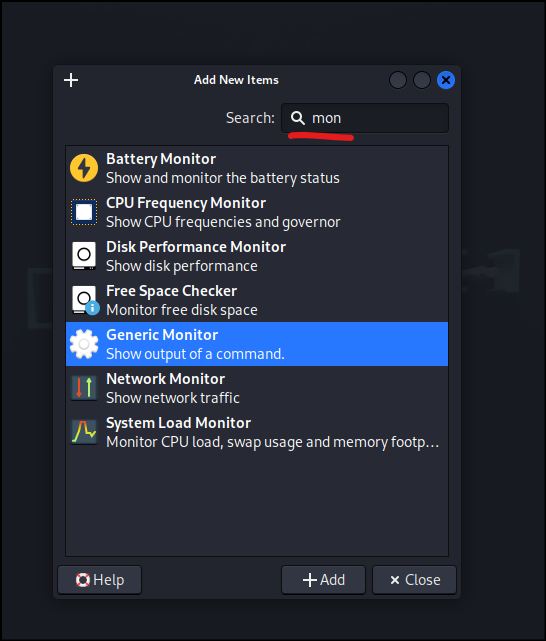 Add New Items
Search: mon
Battery Monitor
Show and monitor the battery status
CPU Frequency Monitor
Show CPU frequencies and governor
Disk Performance Monitor
Show disk performance
Free Space Checker
Monitor free disk space
Generic Monitor
Show output of a command.
Network Monitor
Show network traffic
System Load Monitor
Monitor CPU load, swap usage and memory footp...
Help Add Close